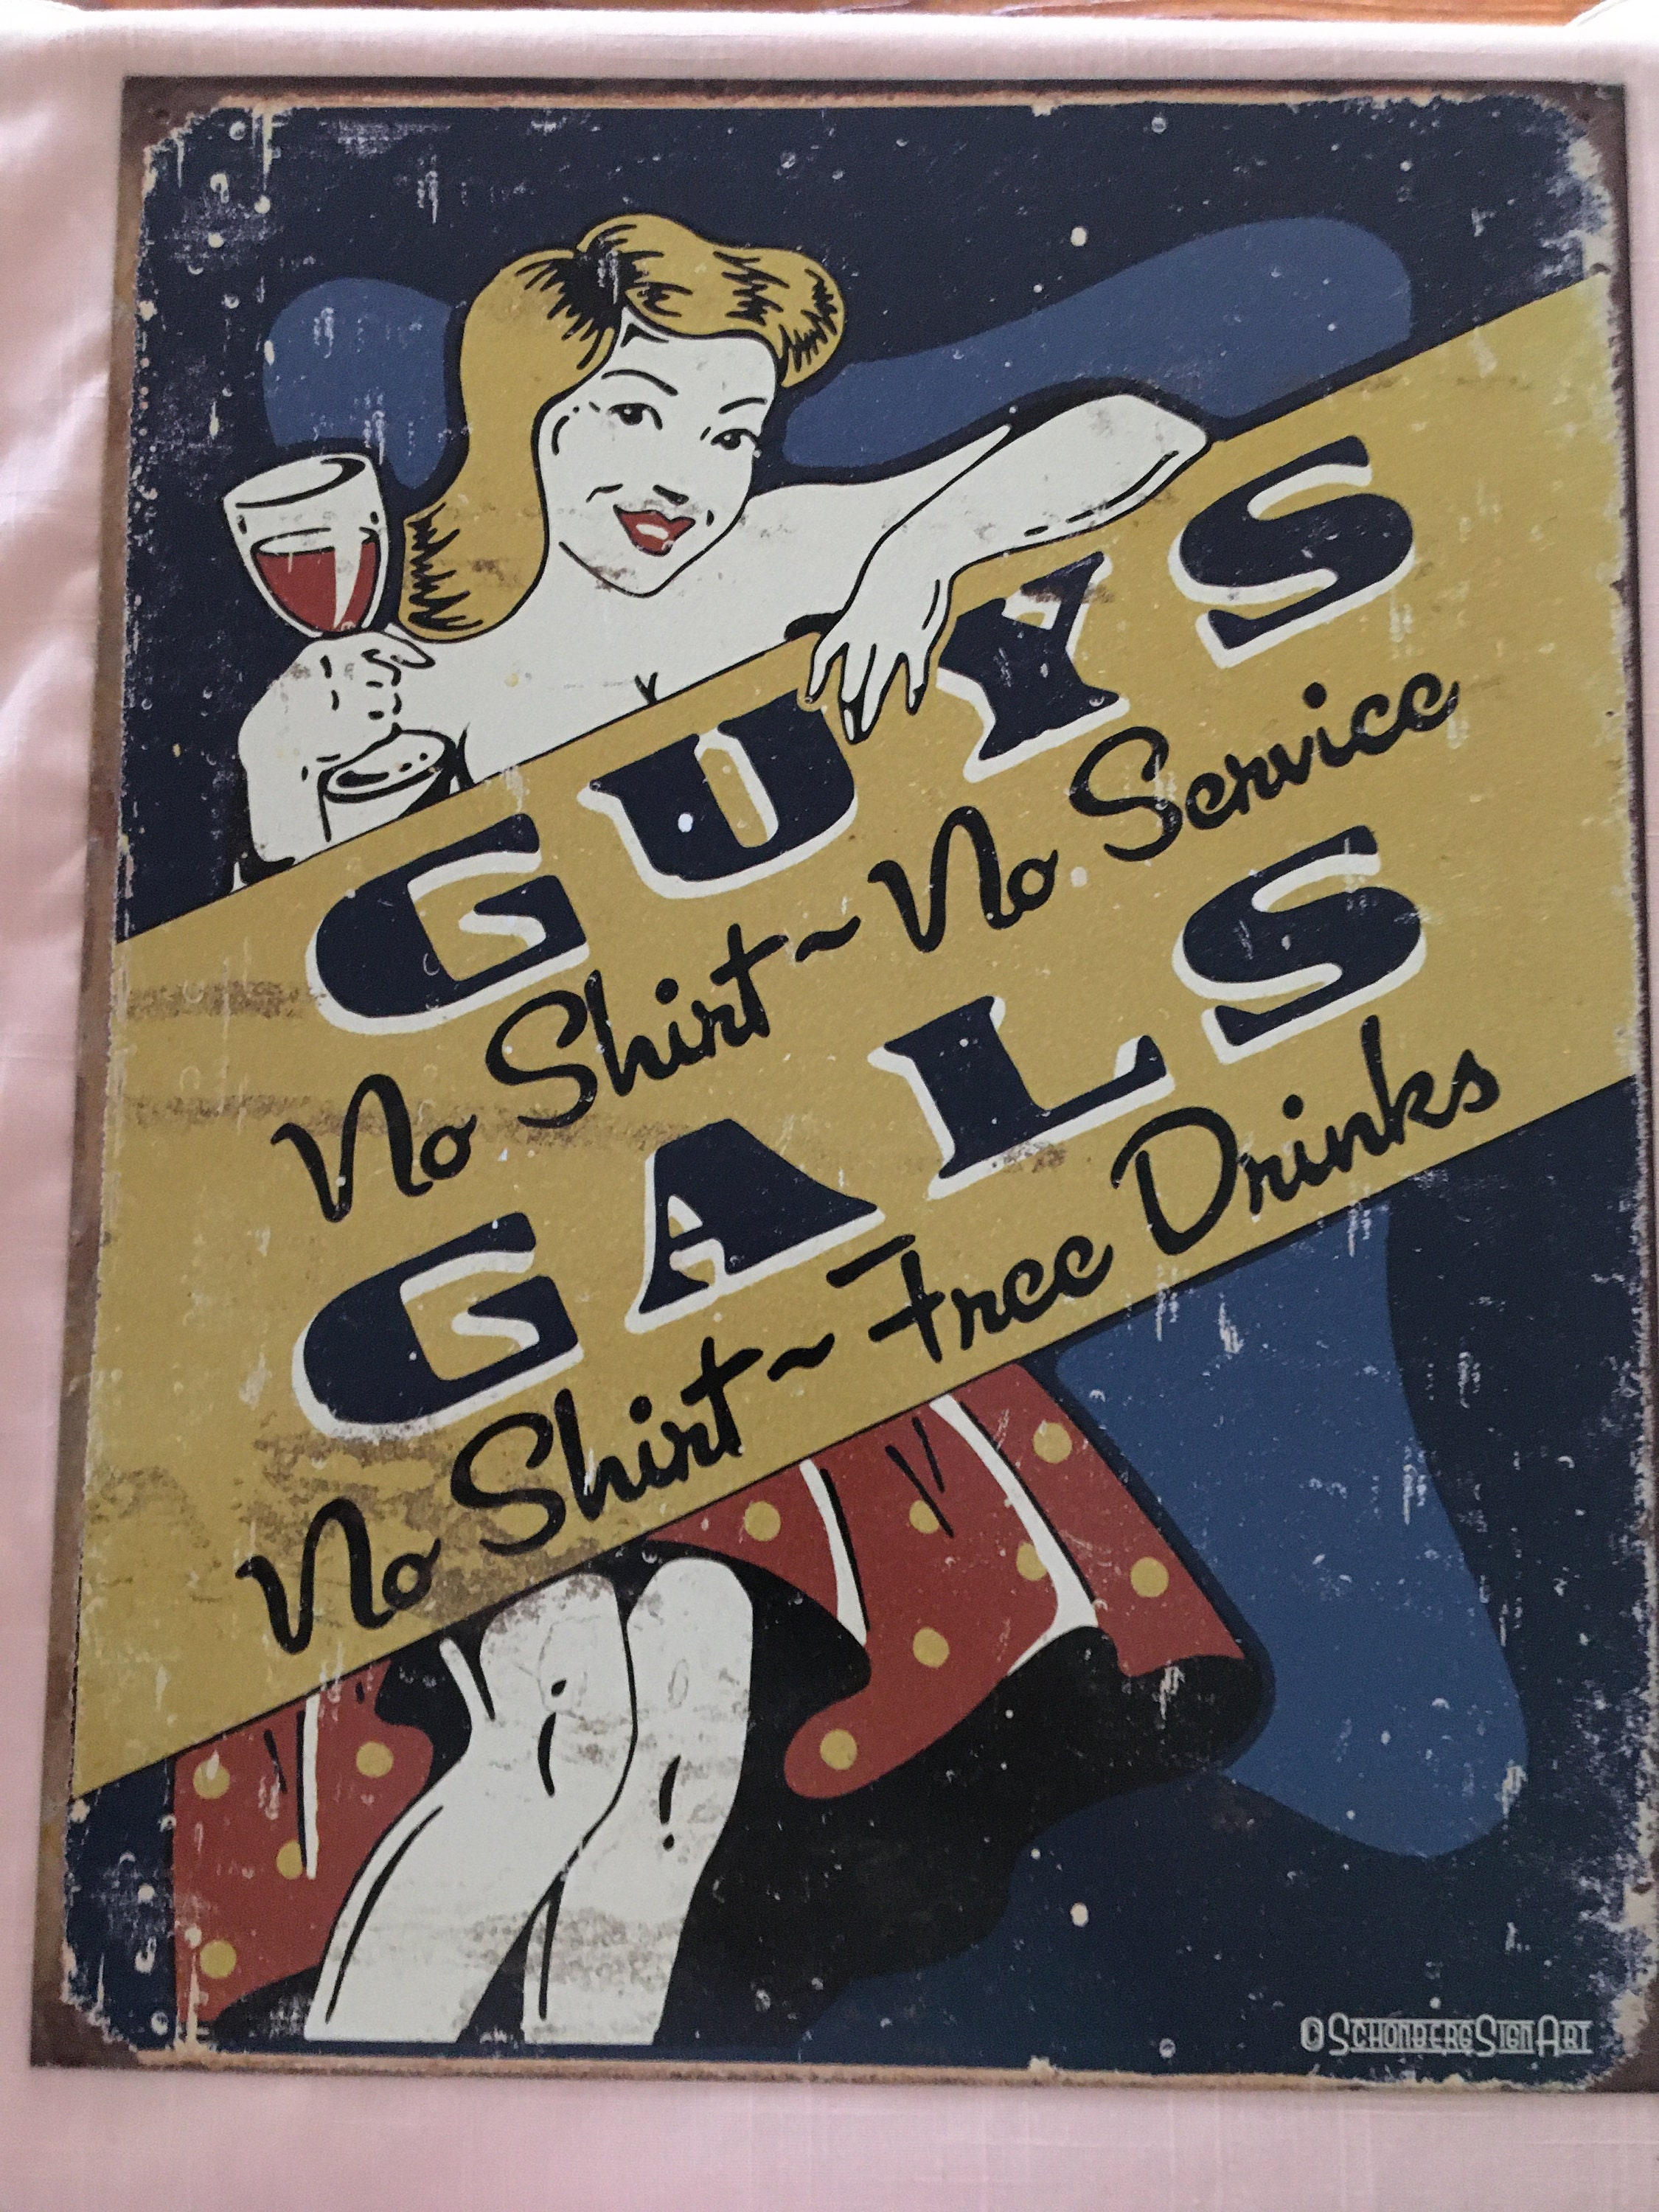 GUYS
No Shirt~No Service
GALS
No Shirt~Free Drinks
©SCHONBERGSIGNART